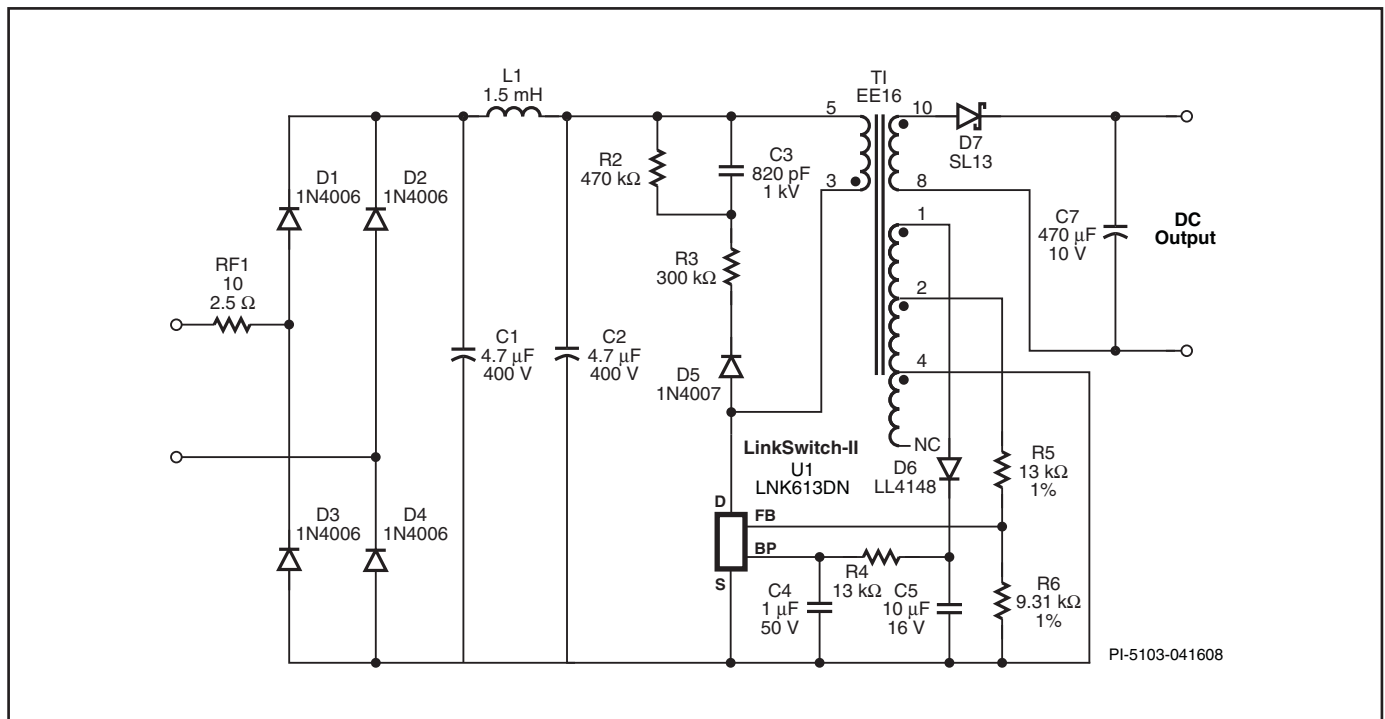 L1
1.5 mH
TI
EE16
5
10
D7
SL13
R2
470 kΩ
C3
820 pF
1 kV
3
8
D1
1N4006
D2
1N4006
1
C7
470 µF
10 V
DC
Output
R3
300 kΩ
RF1
10
2.5 Ω
2
C1
4.7 µF
400 V
C2
4.7 µF
400 V
4
D5
1N4007
LinkSwitch-II
U1
LNK613DN
NC
D6
LL4148
R5
13 kΩ
1%
D
FB
BP
S
D3
1N4006
D4
1N4006
R4
13 kΩ
C4
1 µF
50 V
C5
10 µF
16 V
R6
9.31 kΩ
1%
PI-5103-041608